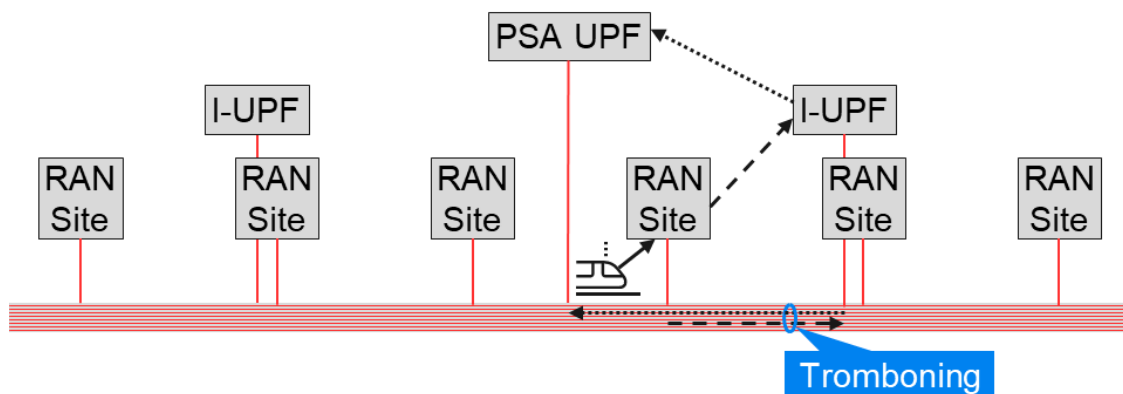 PSA UPF
I-UPF
I-UPF
RAN
Site
RAN
Site
RAN
Site
RAN
Site
RAN
Site
RAN
Site
Tromboning